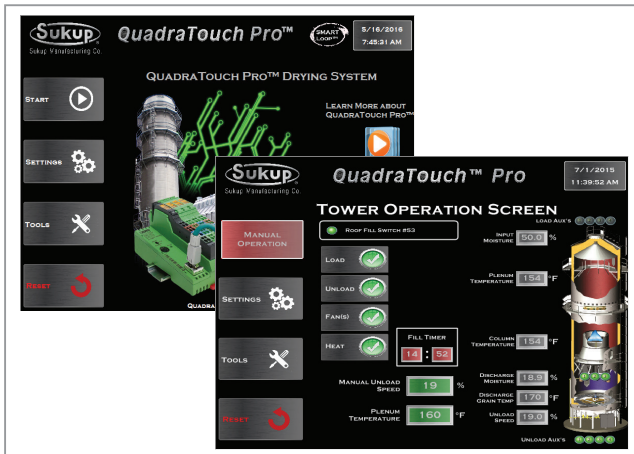 Sukup
Sukup Manufacturing Co.
QuadraTouch Pro™
SMART
LOOP™
5/16/2016
7:45:31 AM
QuadraTouch Pro™ Drying System
START
SETTINGS
TOOLS
RESET
Learn More about
QuadraTouch Pro™
Quadra
Sukup
Sukup Manufacturing Co.
QuadraTouch™ Pro
7/1/2015
11:39:52 AM
Tower Operation Screen
LOAD AUX'S
MANUAL
OPERATION
SETTINGS
TOOLS
RESET
ROOF FILL SWITCH #53
LOAD
UNLOAD
FAN(S)
HEAT
FILL TIMER
14 : 52
MANUAL UNLOAD
SPEED
19 %
PLENUM
TEMPERATURE
160 °F
INPUT
MOISTURE
50.0 %
PLENUM
TEMPERATURE
154 °F
COLUMN
TEMPERATURE
154 °F
DISCHARGE
MOISTURE
18.9 %
DISCHARGE
GRAIN TEMP
170 °F
UNLOAD
SPEED
19.0 %
UNLOAD AUX'S